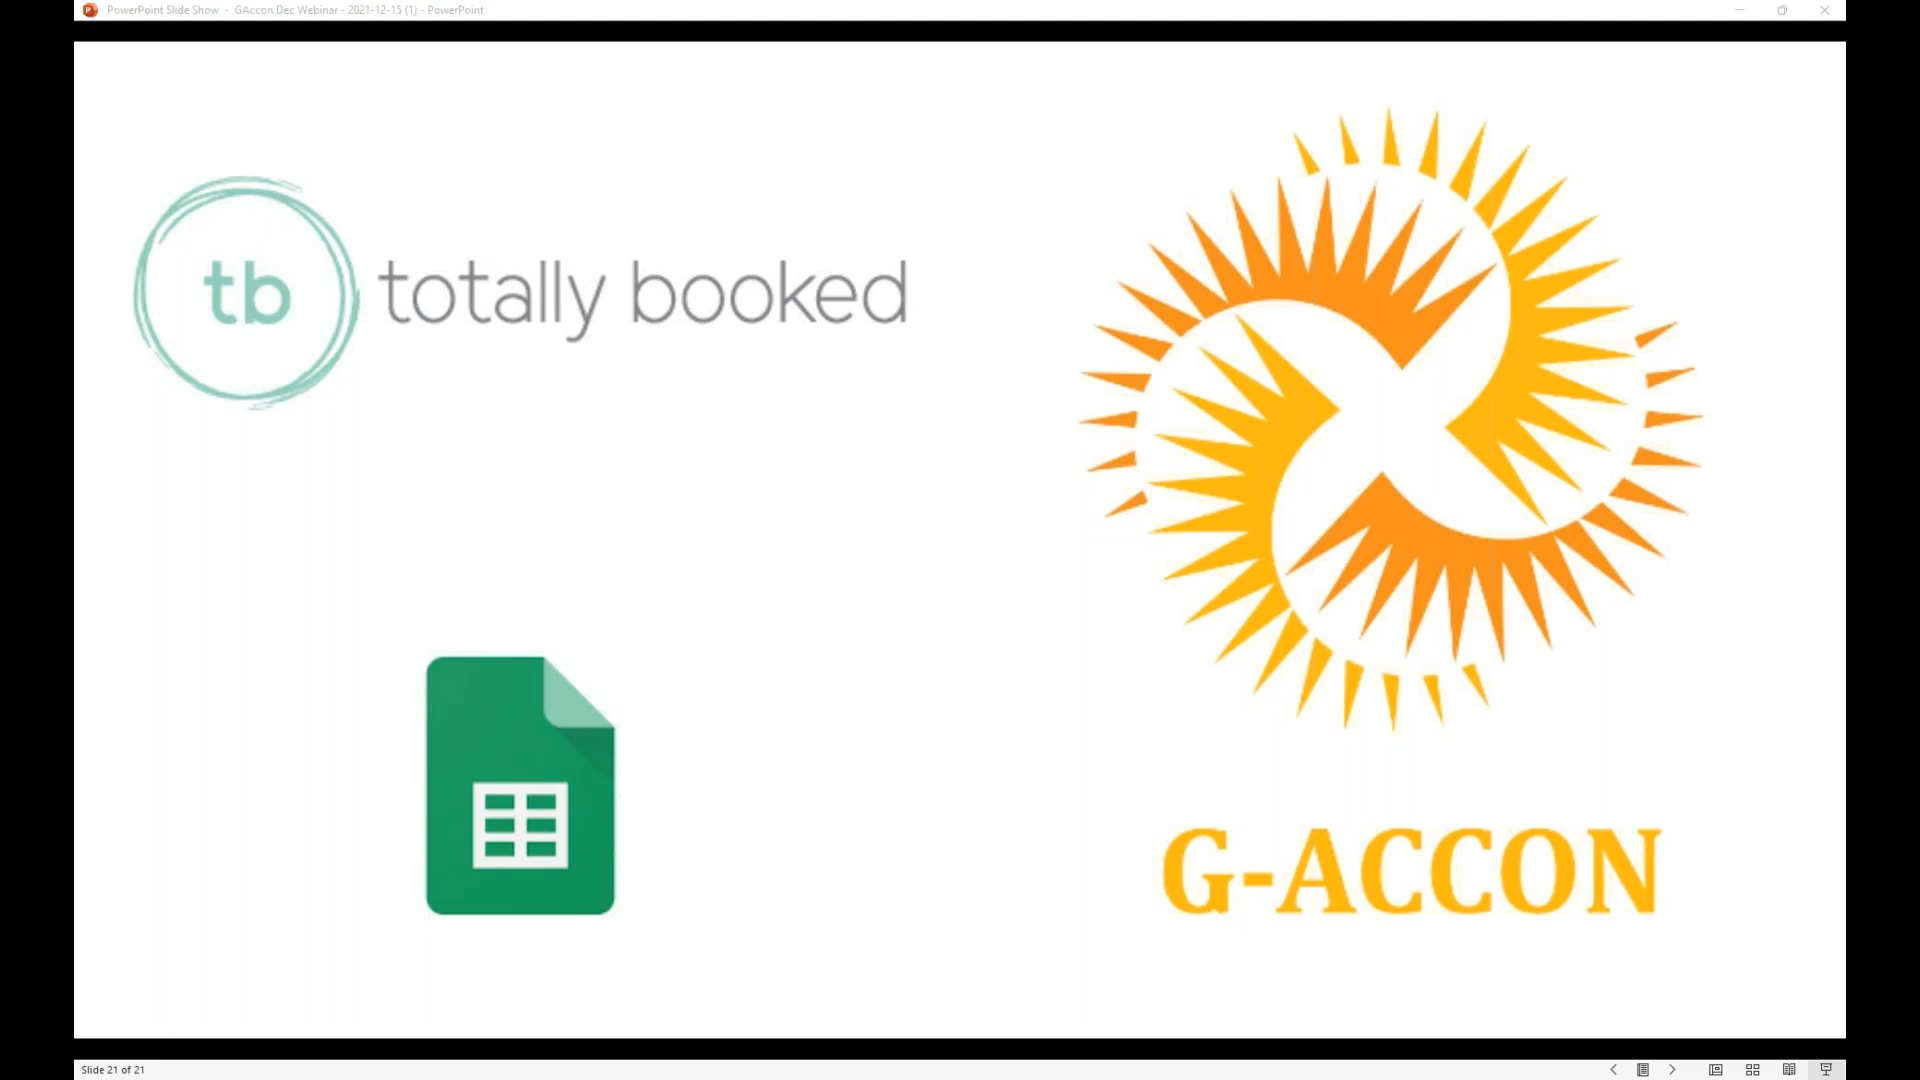 PowerPoint Slide Show - GAccon Dec Webinar - 2021-12-15 (1) - PowerPoint
tb
totally booked
G-ACCON
Slide 21 of 21